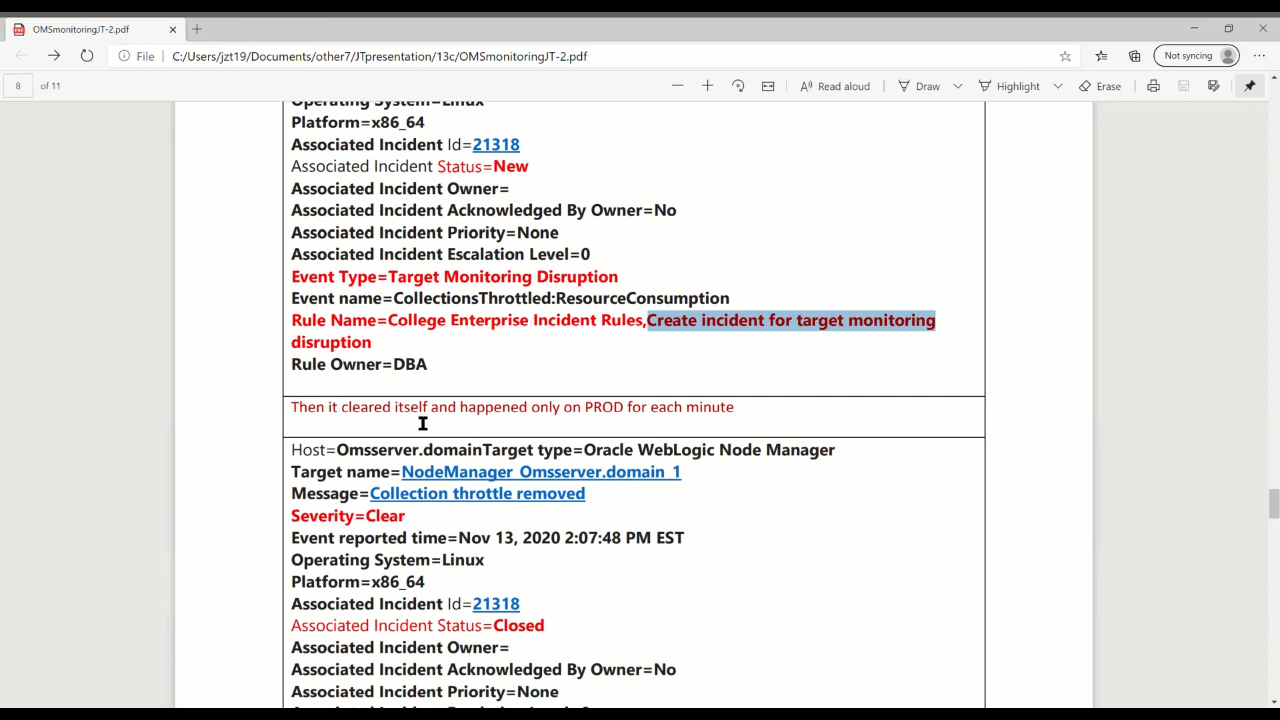 OMSmonitoringJT-2.pdf
File C:/Users/jzt19/Documents/other7/JTpresentation/13c/OMSmonitoringJT-2.pdf Not syncing
8 of 11 Read aloud Draw Highlight Erase
Operating System=Linux
Platform=x86_64
Associated Incident Id=21318
Associated Incident Status=New
Associated Incident Owner=
Associated Incident Acknowledged By Owner=No
Associated Incident Priority=None
Associated Incident Escalation Level=0
Event Type=Target Monitoring Disruption
Event name=CollectionsThrottled:ResourceConsumption
Rule Name=College Enterprise Incident Rules,Create incident for target monitoring
disruption
Rule Owner=DBA
Then it cleared itself and happened only on PROD for each minute
Host=Omsserver.domainTarget type=Oracle WebLogic Node Manager
Target name=NodeManager_Omsserver.domain_1
Message=Collection throttle removed
Severity=Clear
Event reported time=Nov 13, 2020 2:07:48 PM EST
Operating System=Linux
Platform=x86_64
Associated Incident Id=21318
Associated Incident Status=Closed
Associated Incident Owner=
Associated Incident Acknowledged By Owner=No
Associated Incident Priority=None